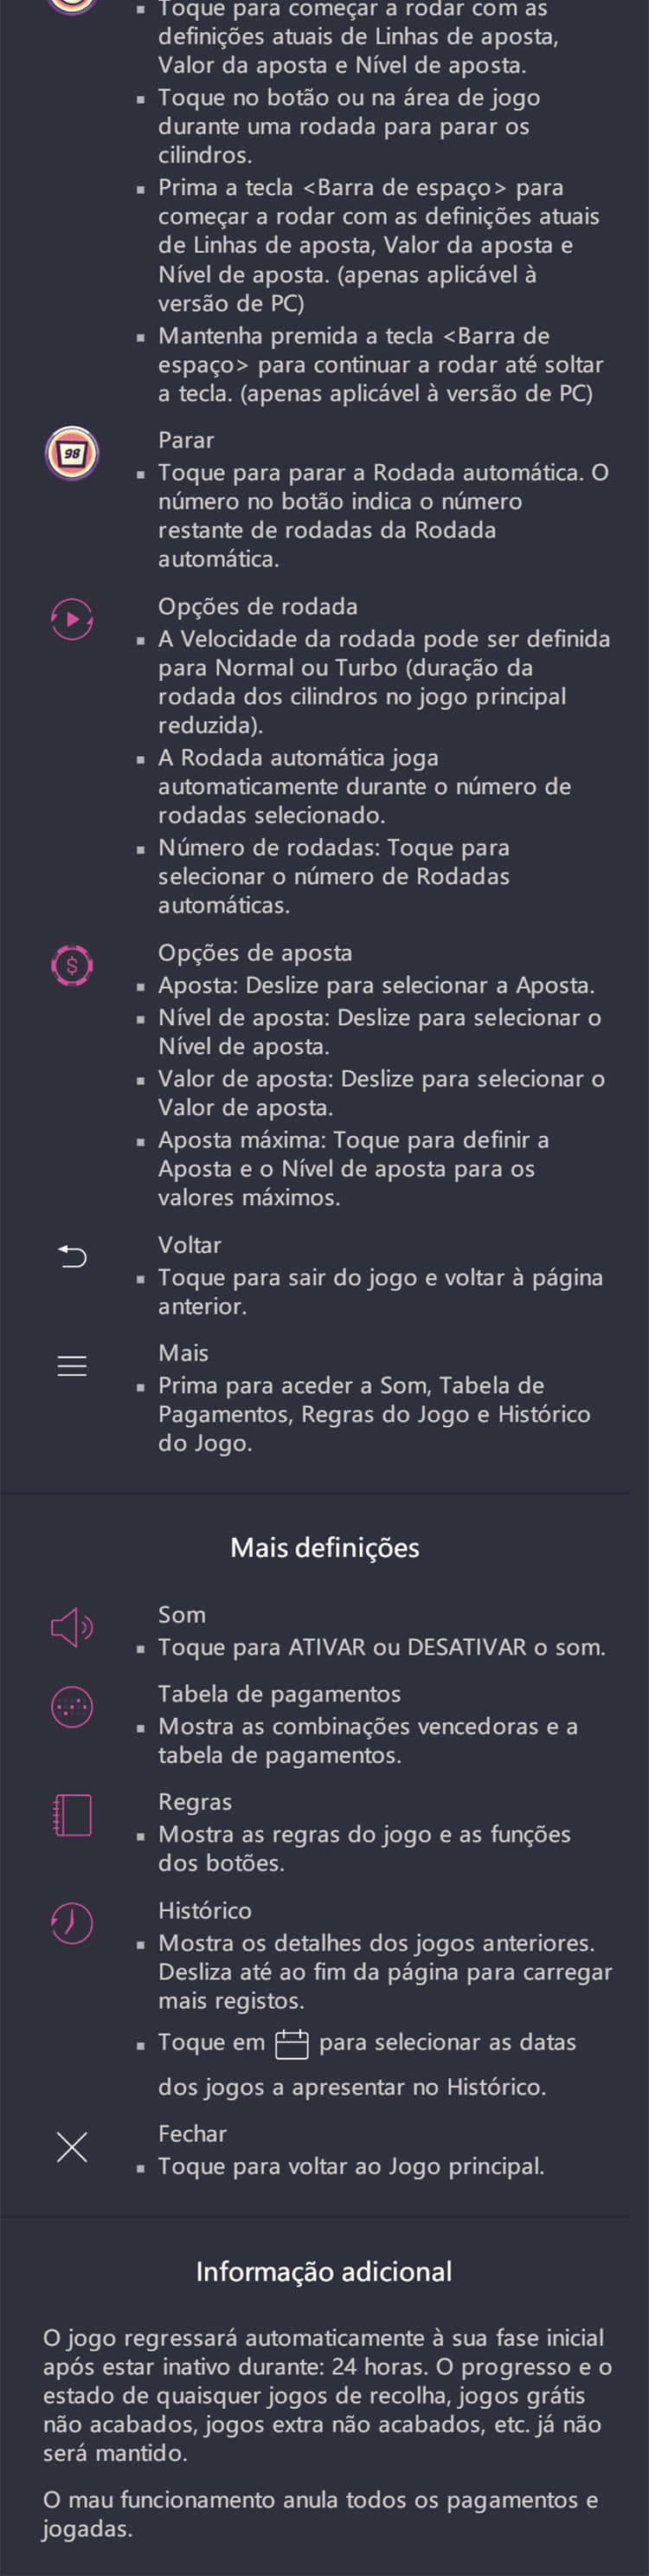 Toque para começar a rodar com as
definições atuais de Linhas de aposta,
Valor da aposta e Nível de aposta.
Toque no botão ou na área de jogo
durante uma rodada para parar os
cilindros.
Prima a tecla <Barra de espaço> para
começar a rodar com as definições atuais
de Linhas de aposta, Valor da aposta e
Nível de aposta. (apenas aplicável à
versão de PC)
Mantenha premida a tecla <Barra de
espaço> para continuar a rodar até soltar
a tecla. (apenas aplicável à versão de PC)
98
Parar
Toque para parar a Rodada automática. O
número no botão indica o número
restante de rodadas da Rodada
automática.
Opções de rodada
A Velocidade da rodada pode ser definida
para Normal ou Turbo (duração da
rodada dos cilindros no jogo principal
reduzida).
A Rodada automática joga
automaticamente durante o número de
rodadas selecionado.
Número de rodadas: Toque para
selecionar o número de Rodadas
automáticas.
$
Opções de aposta
Aposta: Deslize para selecionar a Aposta.
Nível de aposta: Deslize para selecionar o
Nível de aposta.
Valor de aposta: Deslize para selecionar o
Valor de aposta.
Aposta máxima: Toque para definir a
Aposta e o Nível de aposta para os
valores máximos.
Voltar
Toque para sair do jogo e voltar à página
anterior.
Mais
Prima para aceder a Som, Tabela de
Pagamentos, Regras do Jogo e Histórico
do Jogo.
Mais definições
Som
Toque para ATIVAR ou DESATIVAR o som.
Tabela de pagamentos
Mostra as combinações vencedoras e a
tabela de pagamentos.
Regras
Mostra as regras do jogo e as funções
dos botões.
Histórico
Mostra os detalhes dos jogos anteriores.
Desliza até ao fim da página para carregar
mais registos.
Toque em para selecionar as datas
dos jogos a apresentar no Histórico.
Fechar
Toque para voltar ao Jogo principal.
Informação adicional
O jogo regressará automaticamente à sua fase inicial
após estar inativo durante: 24 horas. O progresso e o
estado de quaisquer jogos de recolha, jogos grátis
não acabados, jogos extra não acabados, etc. já não
será mantido.
O mau funcionamento anula todos os pagamentos e
jogadas.